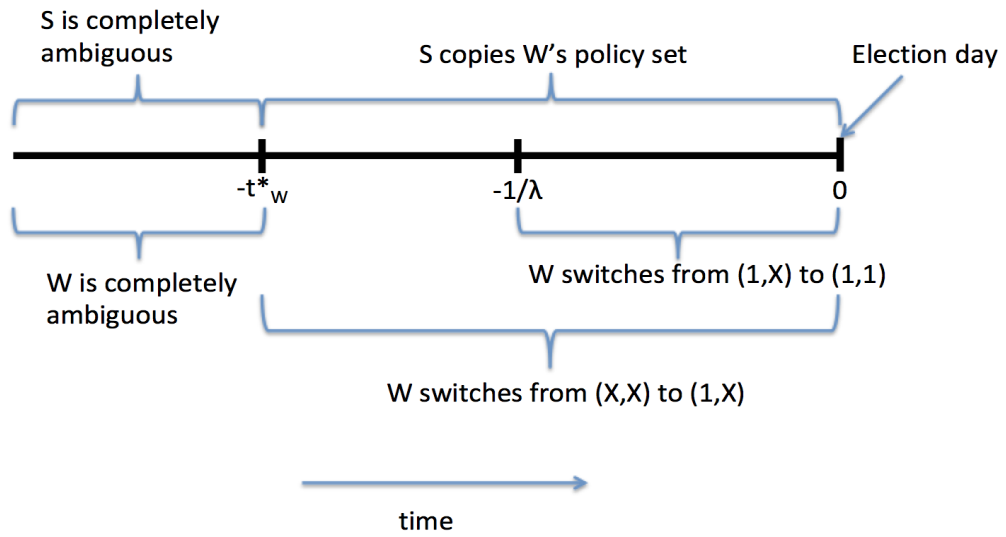 S is completely
ambiguous
S copies W's policy set
Election day
-t*W
-1/λ
0
W is completely
ambiguous
W switches from (1,X) to (1,1)
W switches from (X,X) to (1,X)
time